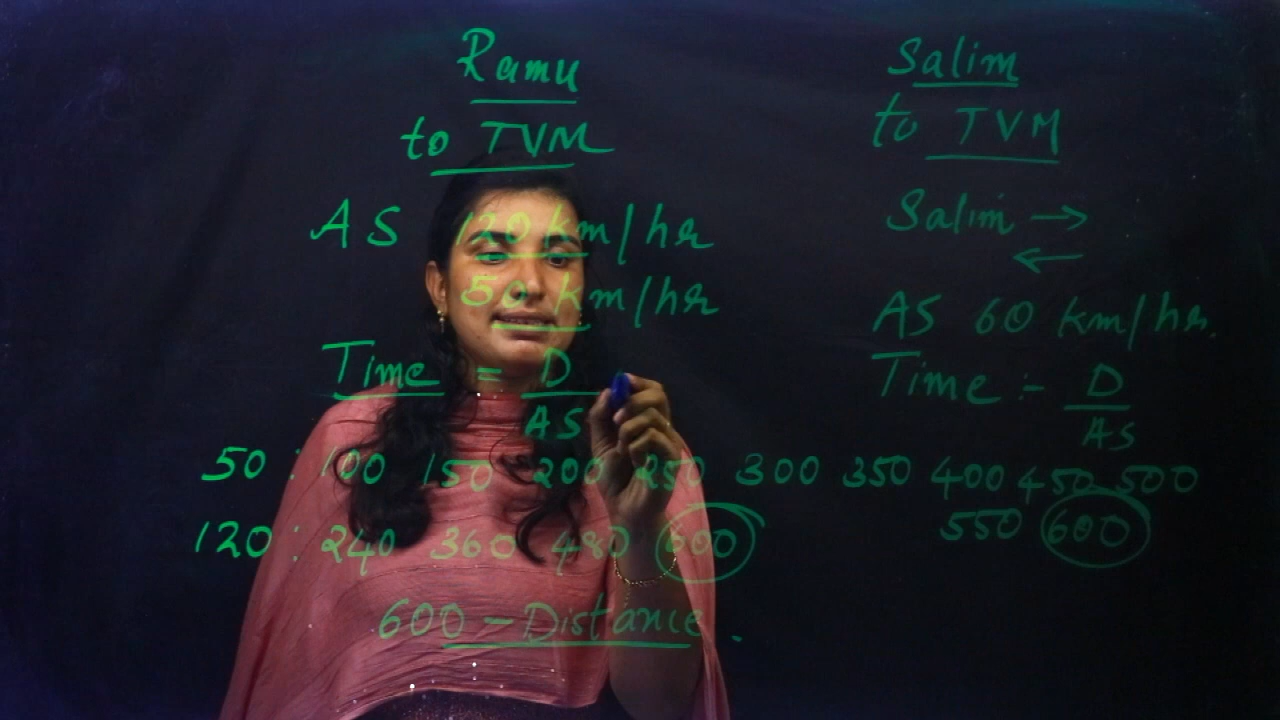 Ramu
to TVM
AS 120 km/hr
50 km/hr
Time = D
AS
50 : 100 150 200 250 300 350 400 450 500
550 600
120 : 240 360 480 600
600 - Distance.
Salim
to TVM
Salim →
←
AS 60 km/hr.
Time :- D
AS